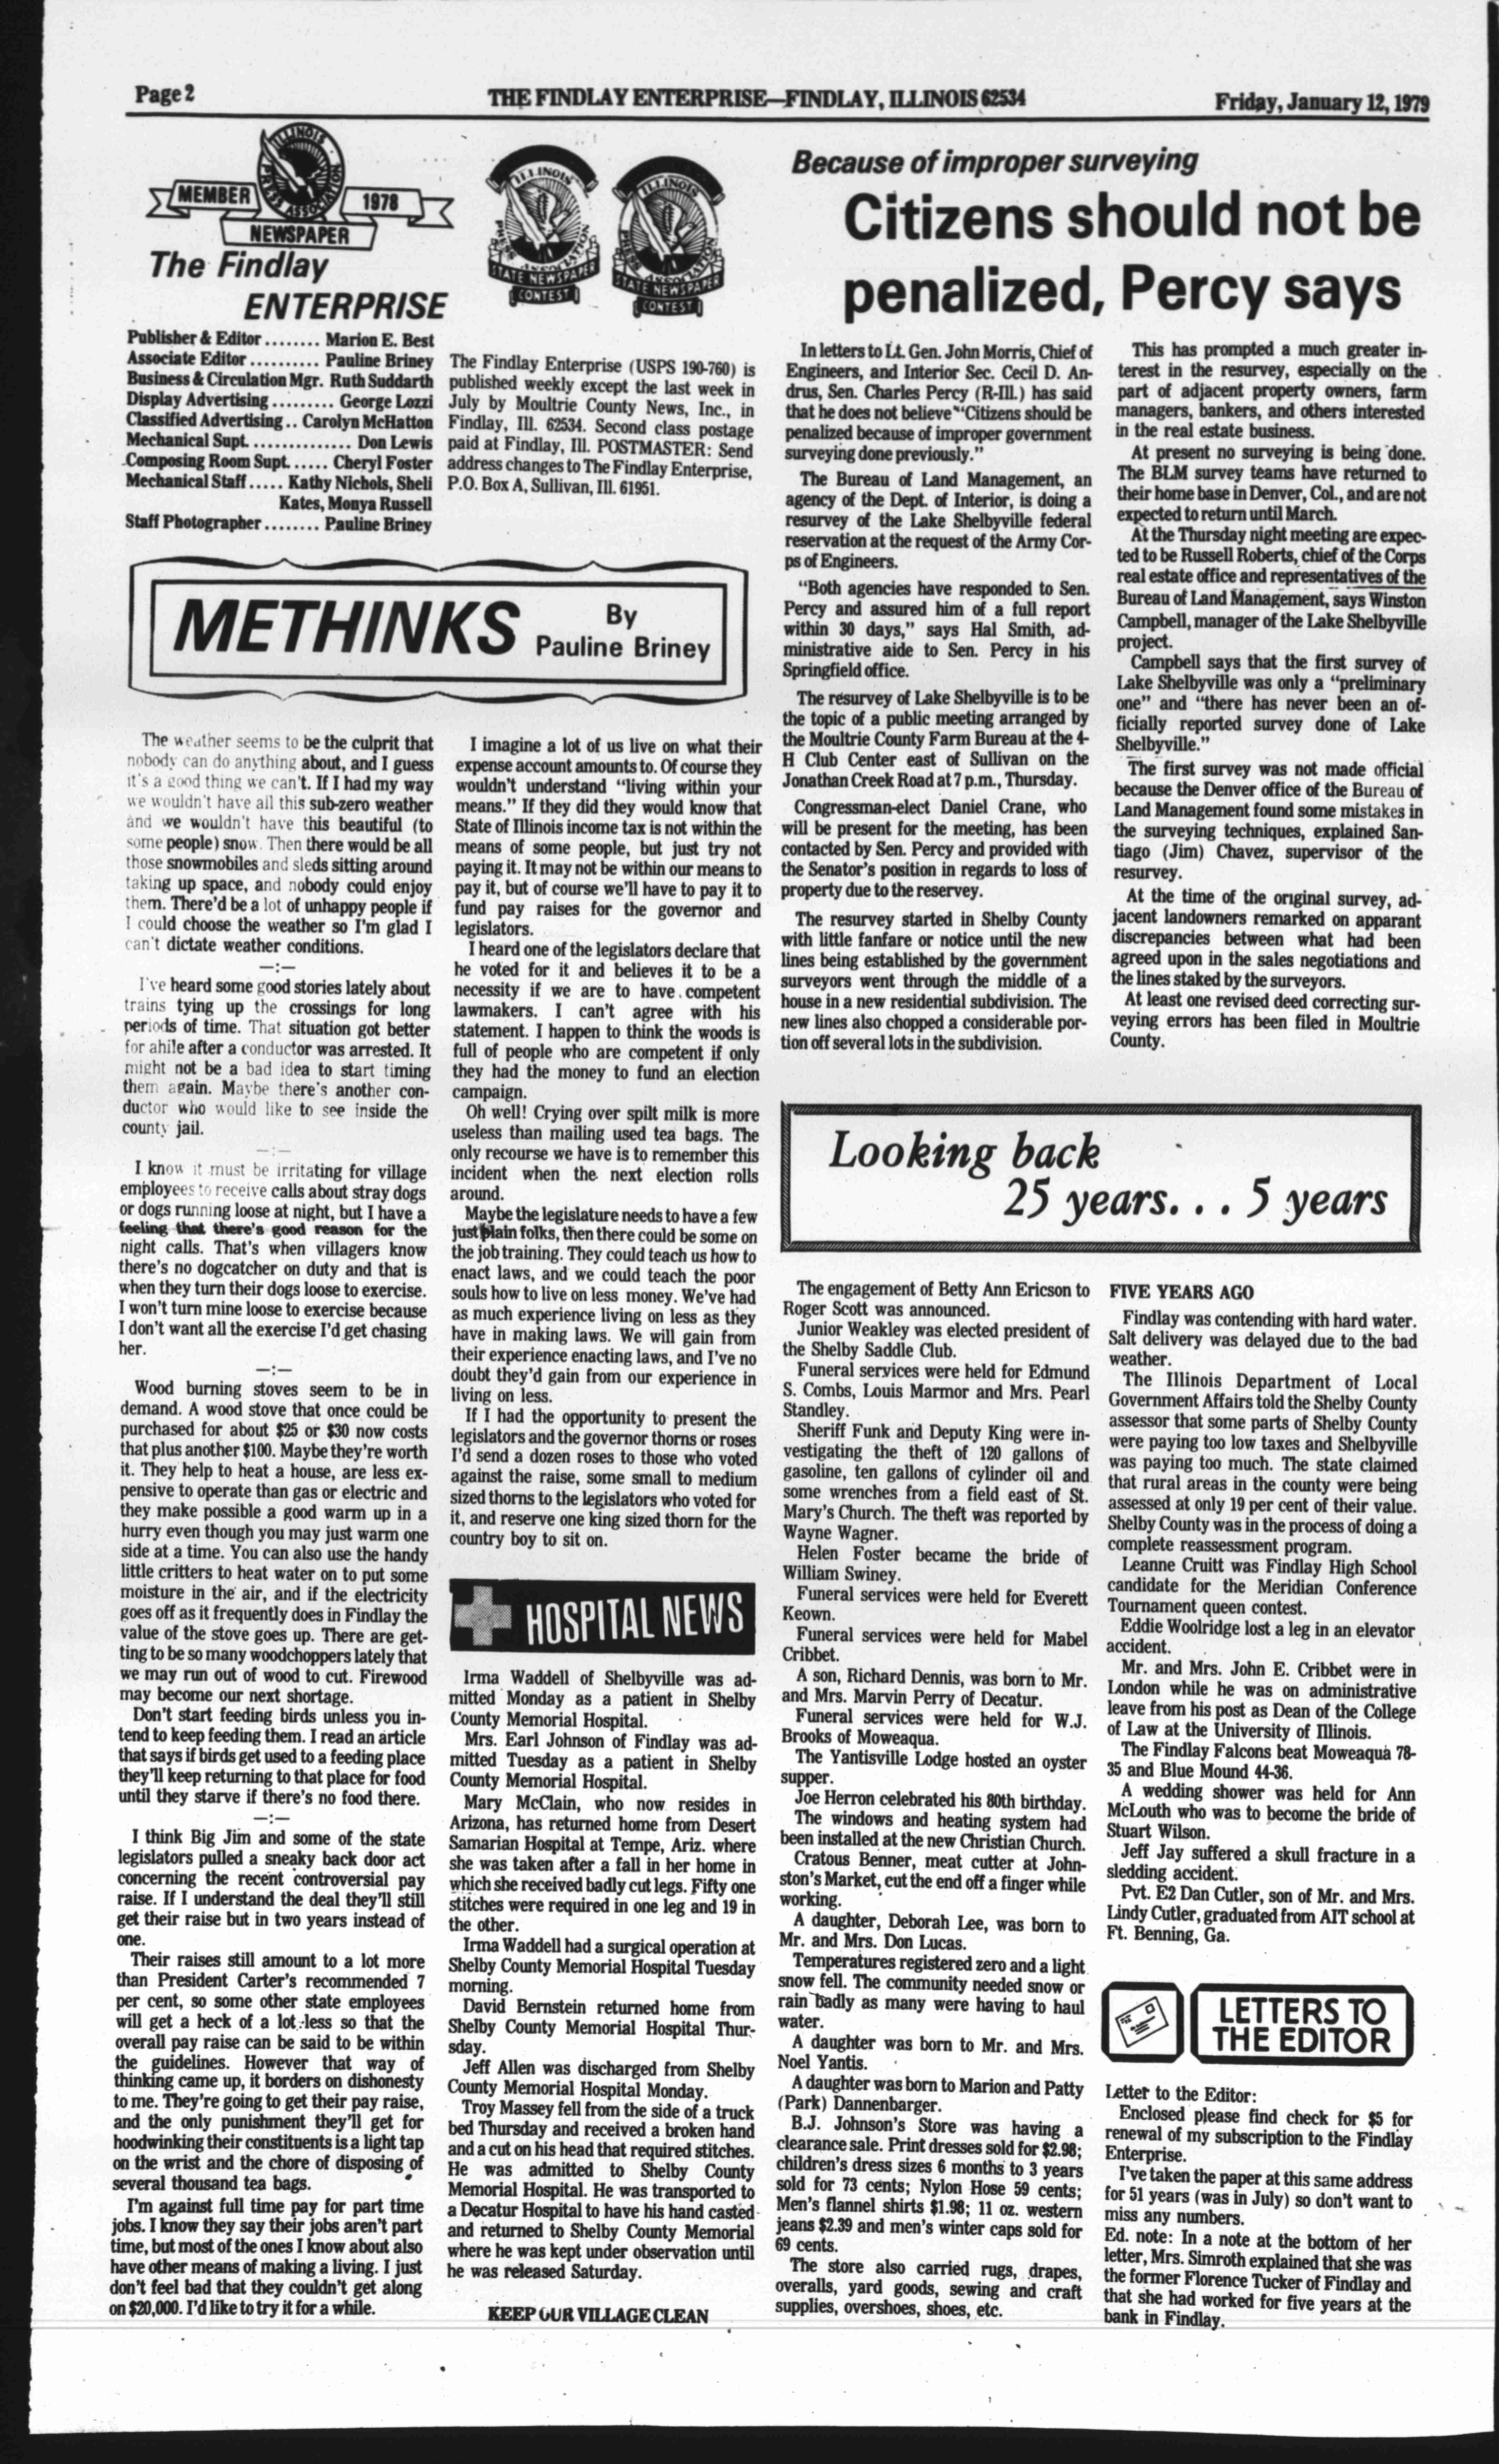 Page 2
THE FINDLAY ENTERPRISE—FINDLAY, ILLINOIS 62534
Friday, January 12, 1979
ILLINOIS
PRESS ASSOCIATION
MEMBER
1978
NEWSPAPER
The Findlay
ENTERPRISE
ILLINOIS
PRESS ASSOCIATION
STATE NEWSPAPER
CONTEST
ILLINOIS
PRESS ASSOCIATION
STATE NEWSPAPER
CONTEST
Publisher & Editor ........ Marion E. Best
Associate Editor .......... Pauline Briney
Business & Circulation Mgr. Ruth Suddarth
Display Advertising ......... George Lozzi
Classified Advertising .. Carolyn McHatton
Mechanical Supt. .............. Don Lewis
Composing Room Supt. ..... Cheryl Foster
Mechanical Staff ..... Kathy Nichols, Sheli
Kates, Monya Russell
Staff Photographer ........ Pauline Briney
The Findlay Enterprise (USPS 190-760) is
published weekly except the last week in
July by Moultrie County News, Inc., in
Findlay, Ill. 62534. Second class postage
paid at Findlay, Ill. POSTMASTER: Send
address changes to The Findlay Enterprise,
P.O. Box A, Sullivan, Ill. 61951.
METHINKS
By
Pauline Briney
The weather seems to be the culprit that
nobody can do anything about, and I guess
it's a good thing we can't. If I had my way
we wouldn't have all this sub-zero weather
and we wouldn't have this beautiful (to
some people) snow. Then there would be all
those snowmobiles and sleds sitting around
taking up space, and nobody could enjoy
them. There'd be a lot of unhappy people if
I could choose the weather so I'm glad I
can't dictate weather conditions.
—:—
I've heard some good stories lately about
trains tying up the crossings for long
periods of time. That situation got better
for ahile after a conductor was arrested. It
might not be a bad idea to start timing
them again. Maybe there's another con-
ductor who would like to see inside the
county jail.
—:—
I know it must be irritating for village
employees to receive calls about stray dogs
or dogs running loose at night, but I have a
feeling that there's good reason for the
night calls. That's when villagers know
there's no dogcatcher on duty and that is
when they turn their dogs loose to exercise.
I won't turn mine loose to exercise because
I don't want all the exercise I'd get chasing
her.
—:—
Wood burning stoves seem to be in
demand. A wood stove that once could be
purchased for about $25 or $30 now costs
that plus another $100. Maybe they're worth
it. They help to heat a house, are less ex-
pensive to operate than gas or electric and
they make possible a good warm up in a
hurry even though you may just warm one
side at a time. You can also use the handy
little critters to heat water on to put some
moisture in the air, and if the electricity
goes off as it frequently does in Findlay the
value of the stove goes up. There are get-
ting to be so many woodchoppers lately that
we may run out of wood to cut. Firewood
may become our next shortage.
Don't start feeding birds unless you in-
tend to keep feeding them. I read an article
that says if birds get used to a feeding place
they'll keep returning to that place for food
until they starve if there's no food there.
—:—
I think Big Jim and some of the state
legislators pulled a sneaky back door act
concerning the recent controversial pay
raise. If I understand the deal they'll still
get their raise but in two years instead of
one.
Their raises still amount to a lot more
than President Carter's recommended 7
per cent, so some other state employees
will get a heck of a lot less so that the
overall pay raise can be said to be within
the guidelines. However that way of
thinking came up, it borders on dishonesty
to me. They're going to get their pay raise,
and the only punishment they'll get for
hoodwinking their constituents is a light tap
on the wrist and the chore of disposing of
several thousand tea bags.
I'm against full time pay for part time
jobs. I know they say their jobs aren't part
time, but most of the ones I know about also
have other means of making a living. I just
don't feel bad that they couldn't get along
on $20,000. I'd like to try it for a while.
I imagine a lot of us live on what their
expense account amounts to. Of course they
wouldn't understand "living within your
means." If they did they would know that
State of Illinois income tax is not within the
means of some people, but just try not
paying it. It may not be within our means to
pay it, but of course we'll have to pay it to
fund pay raises for the governor and
legislators.
I heard one of the legislators declare that
he voted for it and believes it to be a
necessity if we are to have competent
lawmakers. I can't agree with his
statement. I happen to think the woods is
full of people who are competent if only
they had the money to fund an election
campaign.
Oh well! Crying over spilt milk is more
useless than mailing used tea bags. The
only recourse we have is to remember this
incident when the next election rolls
around.
Maybe the legislature needs to have a few
just plain folks, then there could be some on
the job training. They could teach us how to
enact laws, and we could teach the poor
souls how to live on less money. We've had
as much experience living on less as they
have in making laws. We will gain from
their experience enacting laws, and I've no
doubt they'd gain from our experience in
living on less.
If I had the opportunity to present the
legislators and the governor thorns or roses
I'd send a dozen roses to those who voted
against the raise, some small to medium
sized thorns to the legislators who voted for
it, and reserve one king sized thorn for the
country boy to sit on.
HOSPITAL NEWS
Irma Waddell of Shelbyville was ad-
mitted Monday as a patient in Shelby
County Memorial Hospital.
Mrs. Earl Johnson of Findlay was ad-
mitted Tuesday as a patient in Shelby
County Memorial Hospital.
Mary McClain, who now resides in
Arizona, has returned home from Desert
Samarian Hospital at Tempe, Ariz. where
she was taken after a fall in her home in
which she received badly cut legs. Fifty one
stitches were required in one leg and 19 in
the other.
Irma Waddell had a surgical operation at
Shelby County Memorial Hospital Tuesday
morning.
David Bernstein returned home from
Shelby County Memorial Hospital Thur-
sday.
Jeff Allen was discharged from Shelby
County Memorial Hospital Monday.
Troy Massey fell from the side of a truck
bed Thursday and received a broken hand
and a cut on his head that required stitches.
He was admitted to Shelby County
Memorial Hospital. He was transported to
a Decatur Hospital to have his hand casted
and returned to Shelby County Memorial
where he was kept under observation until
he was released Saturday.
KEEP OUR VILLAGE CLEAN
Because of improper surveying
Citizens should not be
penalized, Percy says
In letters to Lt. Gen. John Morris, Chief of
Engineers, and Interior Sec. Cecil D. An-
drus, Sen. Charles Percy (R-Ill.) has said
that he does not believe "Citizens should be
penalized because of improper government
surveying done previously."
The Bureau of Land Management, an
agency of the Dept. of Interior, is doing a
resurvey of the Lake Shelbyville federal
reservation at the request of the Army Cor-
ps of Engineers.
"Both agencies have responded to Sen.
Percy and assured him of a full report
within 30 days," says Hal Smith, ad-
ministrative aide to Sen. Percy in his
Springfield office.
The resurvey of Lake Shelbyville is to be
the topic of a public meeting arranged by
the Moultrie County Farm Bureau at the 4-
H Club Center east of Sullivan on the
Jonathan Creek Road at 7 p.m., Thursday.
Congressman-elect Daniel Crane, who
will be present for the meeting, has been
contacted by Sen. Percy and provided with
the Senator's position in regards to loss of
property due to the reservey.
The resurvey started in Shelby County
with little fanfare or notice until the new
lines being established by the government
surveyors went through the middle of a
house in a new residential subdivision. The
new lines also chopped a considerable por-
tion off several lots in the subdivision.
This has prompted a much greater in-
terest in the resurvey, especially on the
part of adjacent property owners, farm
managers, bankers, and others interested
in the real estate business.
At present no surveying is being done.
The BLM survey teams have returned to
their home base in Denver, Col., and are not
expected to return until March.
At the Thursday night meeting are expec-
ted to be Russell Roberts, chief of the Corps
real estate office and representatives of the
Bureau of Land Management, says Winston
Campbell, manager of the Lake Shelbyville
project.
Campbell says that the first survey of
Lake Shelbyville was only a "preliminary
one" and "there has never been an of-
ficially reported survey done of Lake
Shelbyville."
The first survey was not made official
because the Denver office of the Bureau of
Land Management found some mistakes in
the surveying techniques, explained San-
tiago (Jim) Chavez, supervisor of the
resurvey.
At the time of the original survey, ad-
jacent landowners remarked on apparant
discrepancies between what had been
agreed upon in the sales negotiations and
the lines staked by the surveyors.
At least one revised deed correcting sur-
veying errors has been filed in Moultrie
County.
Looking back
25 years. . . 5 years
The engagement of Betty Ann Ericson to
Roger Scott was announced.
Junior Weakley was elected president of
the Shelby Saddle Club.
Funeral services were held for Edmund
S. Combs, Louis Marmor and Mrs. Pearl
Standley.
Sheriff Funk and Deputy King were in-
vestigating the theft of 120 gallons of
gasoline, ten gallons of cylinder oil and
some wrenches from a field east of St.
Mary's Church. The theft was reported by
Wayne Wagner.
Helen Foster became the bride of
William Swiney.
Funeral services were held for Everett
Keown.
Funeral services were held for Mabel
Cribbet.
A son, Richard Dennis, was born to Mr.
and Mrs. Marvin Perry of Decatur.
Funeral services were held for W.J.
Brooks of Moweaqua.
The Yantisville Lodge hosted an oyster
supper.
Joe Herron celebrated his 80th birthday.
The windows and heating system had
been installed at the new Christian Church.
Cratous Benner, meat cutter at John-
ston's Market, cut the end off a finger while
working.
A daughter, Deborah Lee, was born to
Mr. and Mrs. Don Lucas.
Temperatures registered zero and a light
snow fell. The community needed snow or
rain badly as many were having to haul
water.
A daughter was born to Mr. and Mrs.
Noel Yantis.
A daughter was born to Marion and Patty
(Park) Dannenbarger.
B.J. Johnson's Store was having a
clearance sale. Print dresses sold for $2.98;
children's dress sizes 6 months to 3 years
sold for 73 cents; Nylon Hose 59 cents;
Men's flannel shirts $1.98; 11 oz. western
jeans $2.39 and men's winter caps sold for
69 cents.
The store also carried rugs, drapes,
overalls, yard goods, sewing and craft
supplies, overshoes, shoes, etc.
FIVE YEARS AGO
Findlay was contending with hard water.
Salt delivery was delayed due to the bad
weather.
The Illinois Department of Local
Government Affairs told the Shelby County
assessor that some parts of Shelby County
were paying too low taxes and Shelbyville
was paying too much. The state claimed
that rural areas in the county were being
assessed at only 19 per cent of their value.
Shelby County was in the process of doing a
complete reassessment program.
Leanne Cruitt was Findlay High School
candidate for the Meridian Conference
Tournament queen contest.
Eddie Woolridge lost a leg in an elevator
accident.
Mr. and Mrs. John E. Cribbet were in
London while he was on administrative
leave from his post as Dean of the College
of Law at the University of Illinois.
The Findlay Falcons beat Moweaqua 78-
35 and Blue Mound 44-36.
A wedding shower was held for Ann
McLouth who was to become the bride of
Stuart Wilson.
Jeff Jay suffered a skull fracture in a
sledding accident.
Pvt. E2 Dan Cutler, son of Mr. and Mrs.
Lindy Cutler, graduated from AIT school at
Ft. Benning, Ga.
LETTERS TO
THE EDITOR
Letter to the Editor:
Enclosed please find check for $5 for
renewal of my subscription to the Findlay
Enterprise.
I've taken the paper at this same address
for 51 years (was in July) so don't want to
miss any numbers.
Ed. note: In a note at the bottom of her
letter, Mrs. Simroth explained that she was
the former Florence Tucker of Findlay and
that she had worked for five years at the
bank in Findlay.